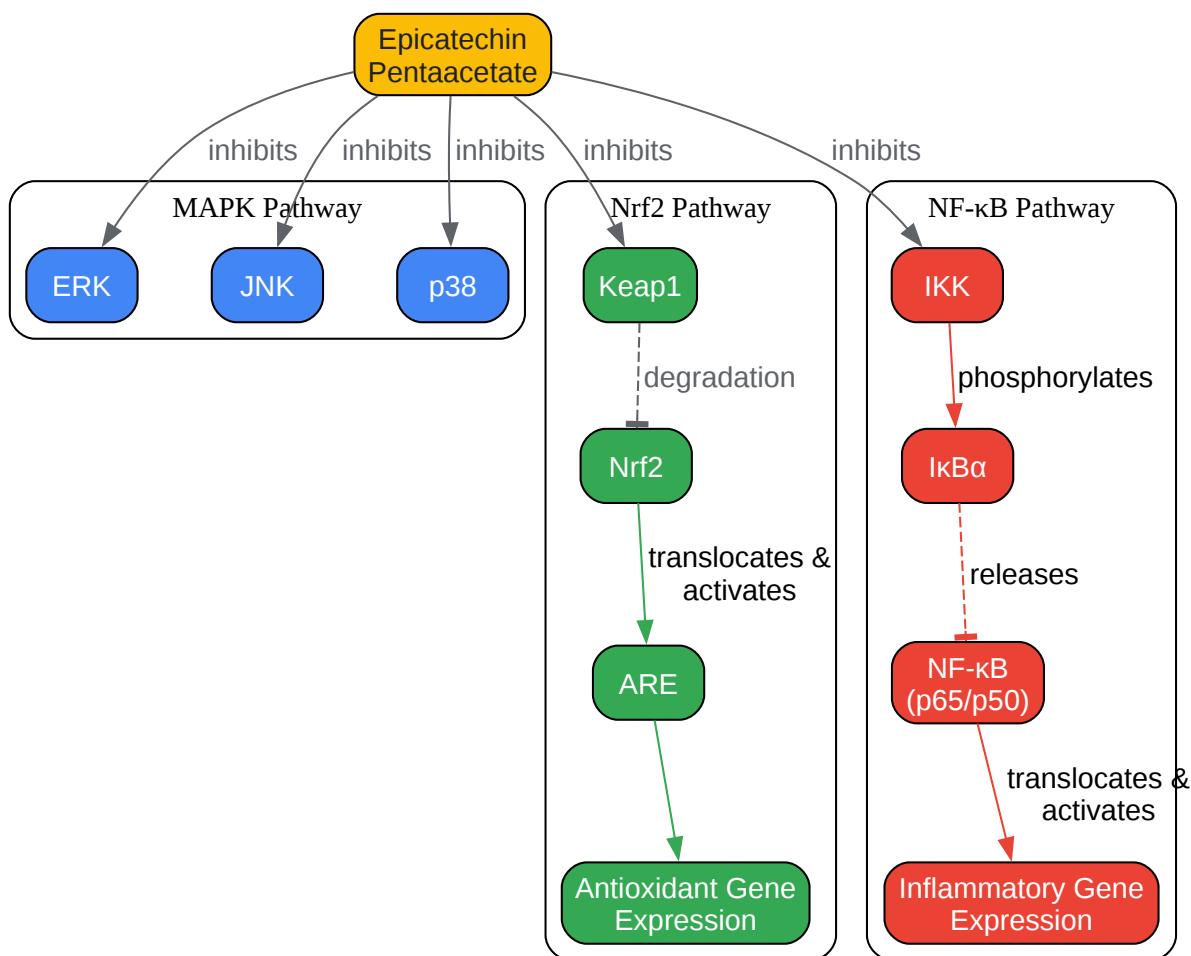 Epicatechin
Pentaacetate
inhibits
inhibits
inhibits
inhibits
inhibits
MAPK Pathway
Nrf2 Pathway
NF-κB Pathway
ERK
JNK
p38
Keap1
IKK
degradation
phosphorylates
Nrf2
IκBα
translocates &
activates
releases
ARE
NF-κB
(p65/p50)
translocates &
activates
Antioxidant Gene
Expression
Inflammatory Gene
Expression